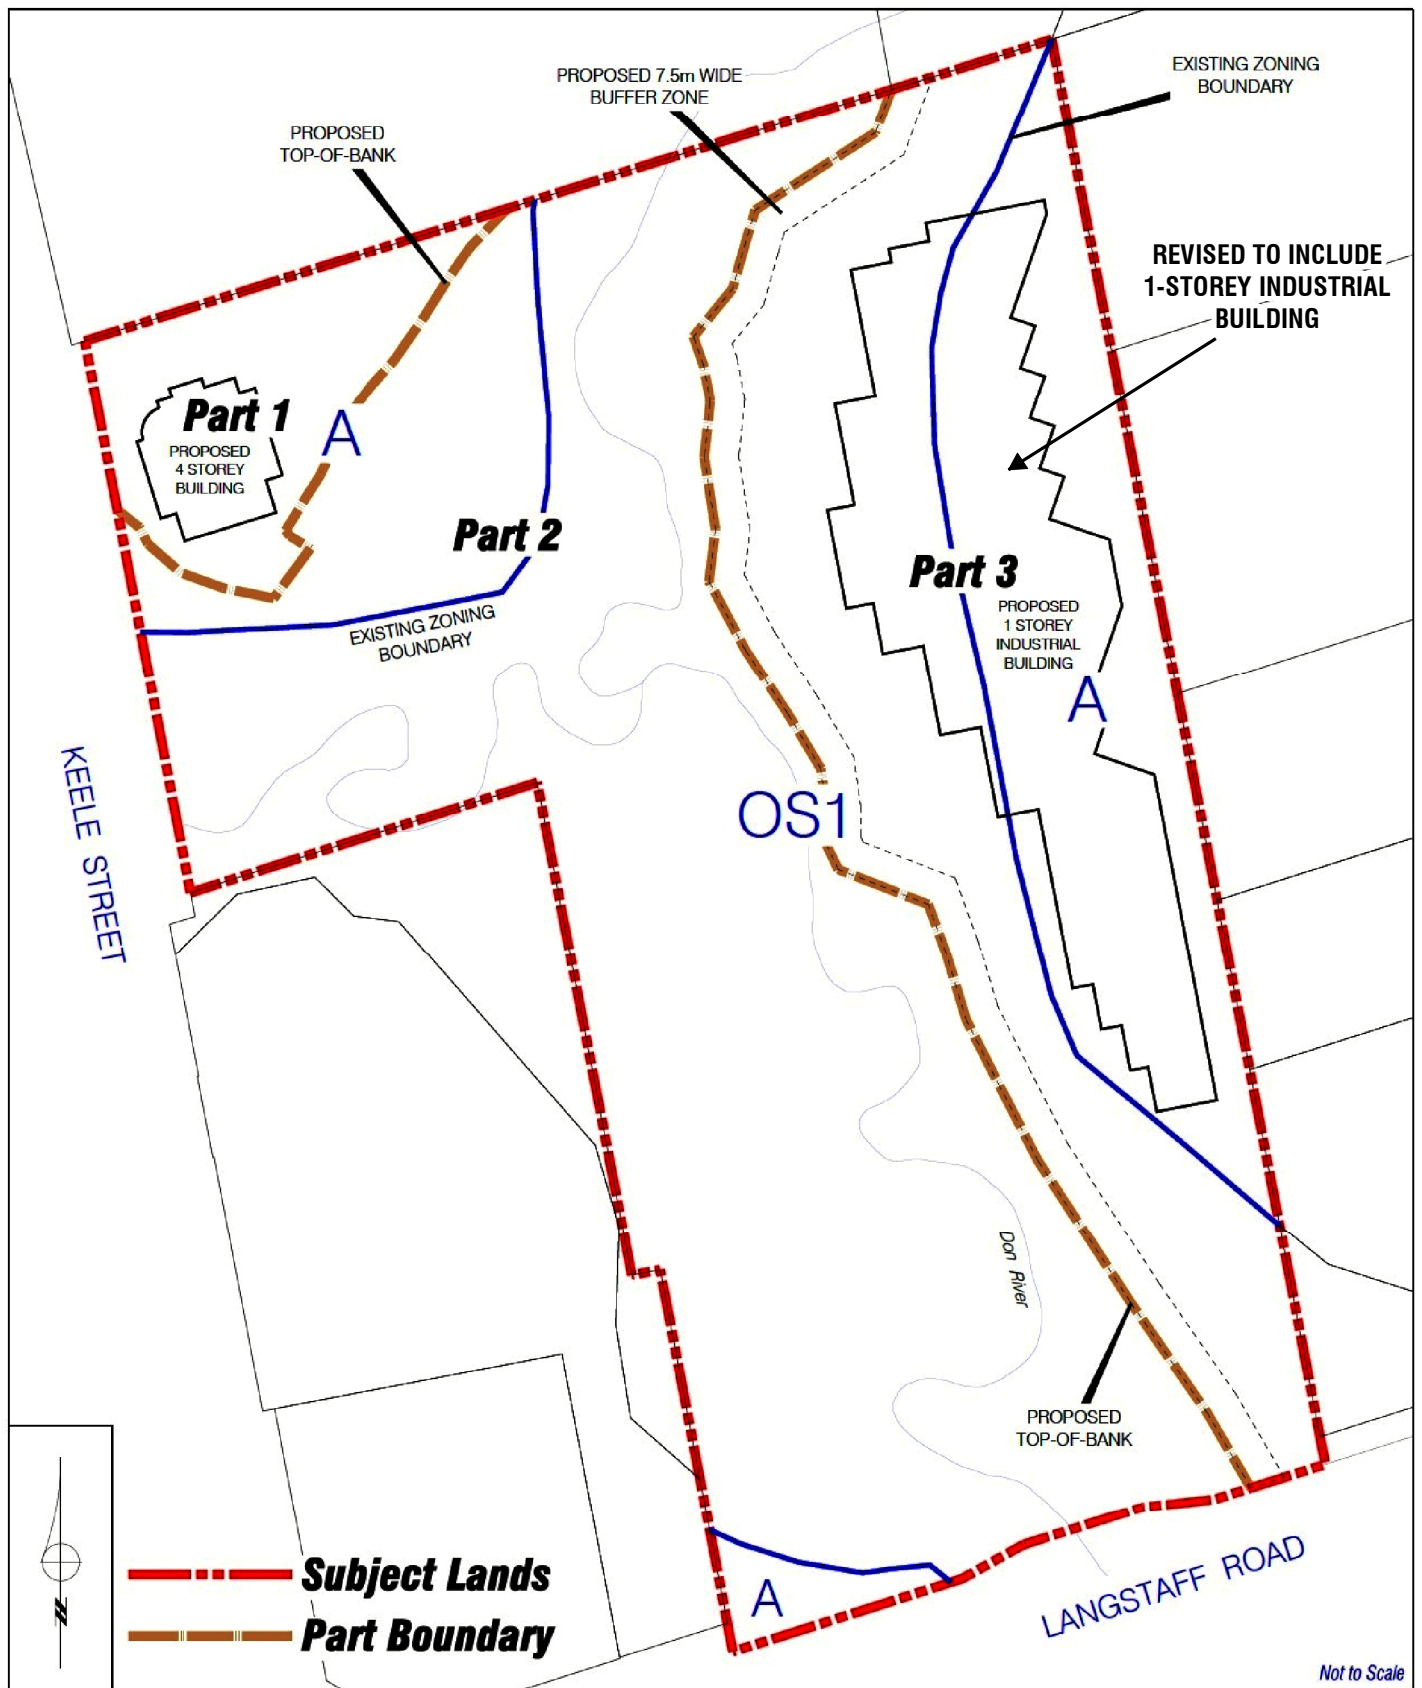 PROPOSED 7.5m WIDE
BUFFER ZONE
EXISTING ZONING
BOUNDARY
PROPOSED
TOP-OF-BANK
REVISED TO INCLUDE
1-STOREY INDUSTRIAL
BUILDING
Part 1
PROPOSED
4 STOREY
BUILDING
A
Part 2
EXISTING ZONING
BOUNDARY
Part 3
PROPOSED
1 STOREY
INDUSTRIAL
BUILDING
A
OS1
KEELE STREET
Don River
PROPOSED
TOP-OF-BANK
A
LANGSTAFF ROAD
N
Subject Lands
Part Boundary
Not to Scale